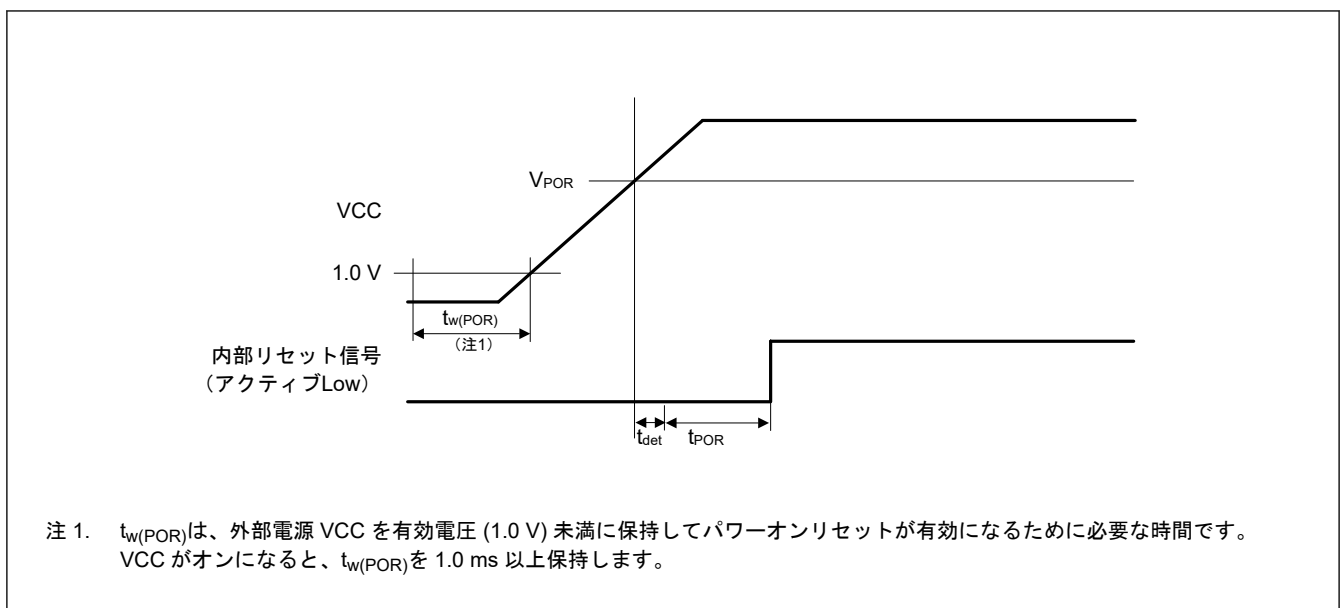 VPOR
VCC
1.0 V
tw(POR)
（注1）
内部リセット信号
（アクティブLow）
tdet
tPOR
注 1. tw(POR)は、外部電源 VCC を有効電圧 (1.0 V) 未満に保持してパワーオンリセットが有効になるために必要な時間です。
VCC がオンになると、tw(POR)を 1.0 ms 以上保持します。